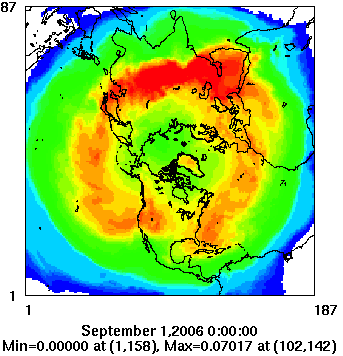 87
1
1 187
September 1,2006 0:00:00
Min=0.00000 at (1,158), Max=0.07017 at (102,142)